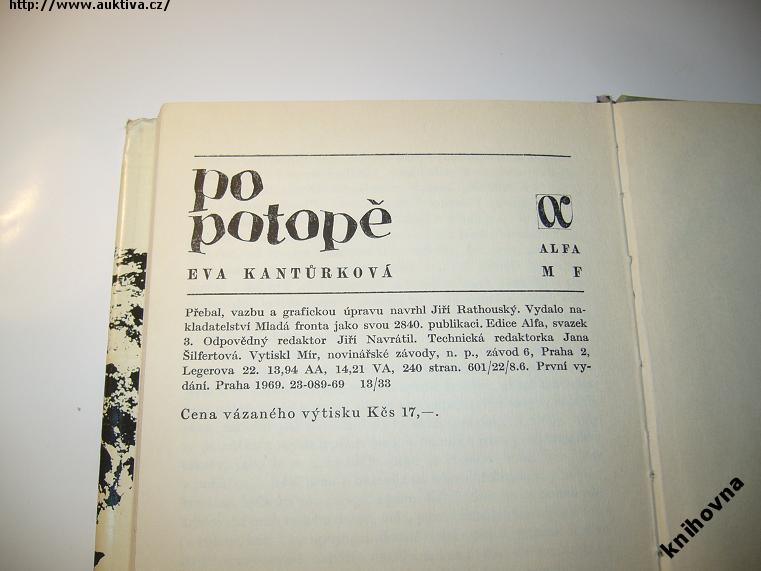 http://www.auktiva.cz/
po
potopě
EVA KANTŮRKOVÁ
α
ALFA
M F
Přebal, vazbu a grafickou úpravu navrhl Jiří Rathouský. Vydalo na-
kladatelství Mladá fronta jako svou 2840. publikaci. Edice Alfa, svazek
3. Odpovědný redaktor Jiří Navrátil. Technická redaktorka Jana
Šilfertová. Vytiskl Mír, novinářské závody, n. p., závod 6, Praha 2,
Legerova 22. 13,94 AA, 14,21 VA, 240 stran. 601/22/8.6. První vy-
dání. Praha 1969. 23-089-69 13/33
Cena vázaného výtisku Kčs 17,—.
knihovna